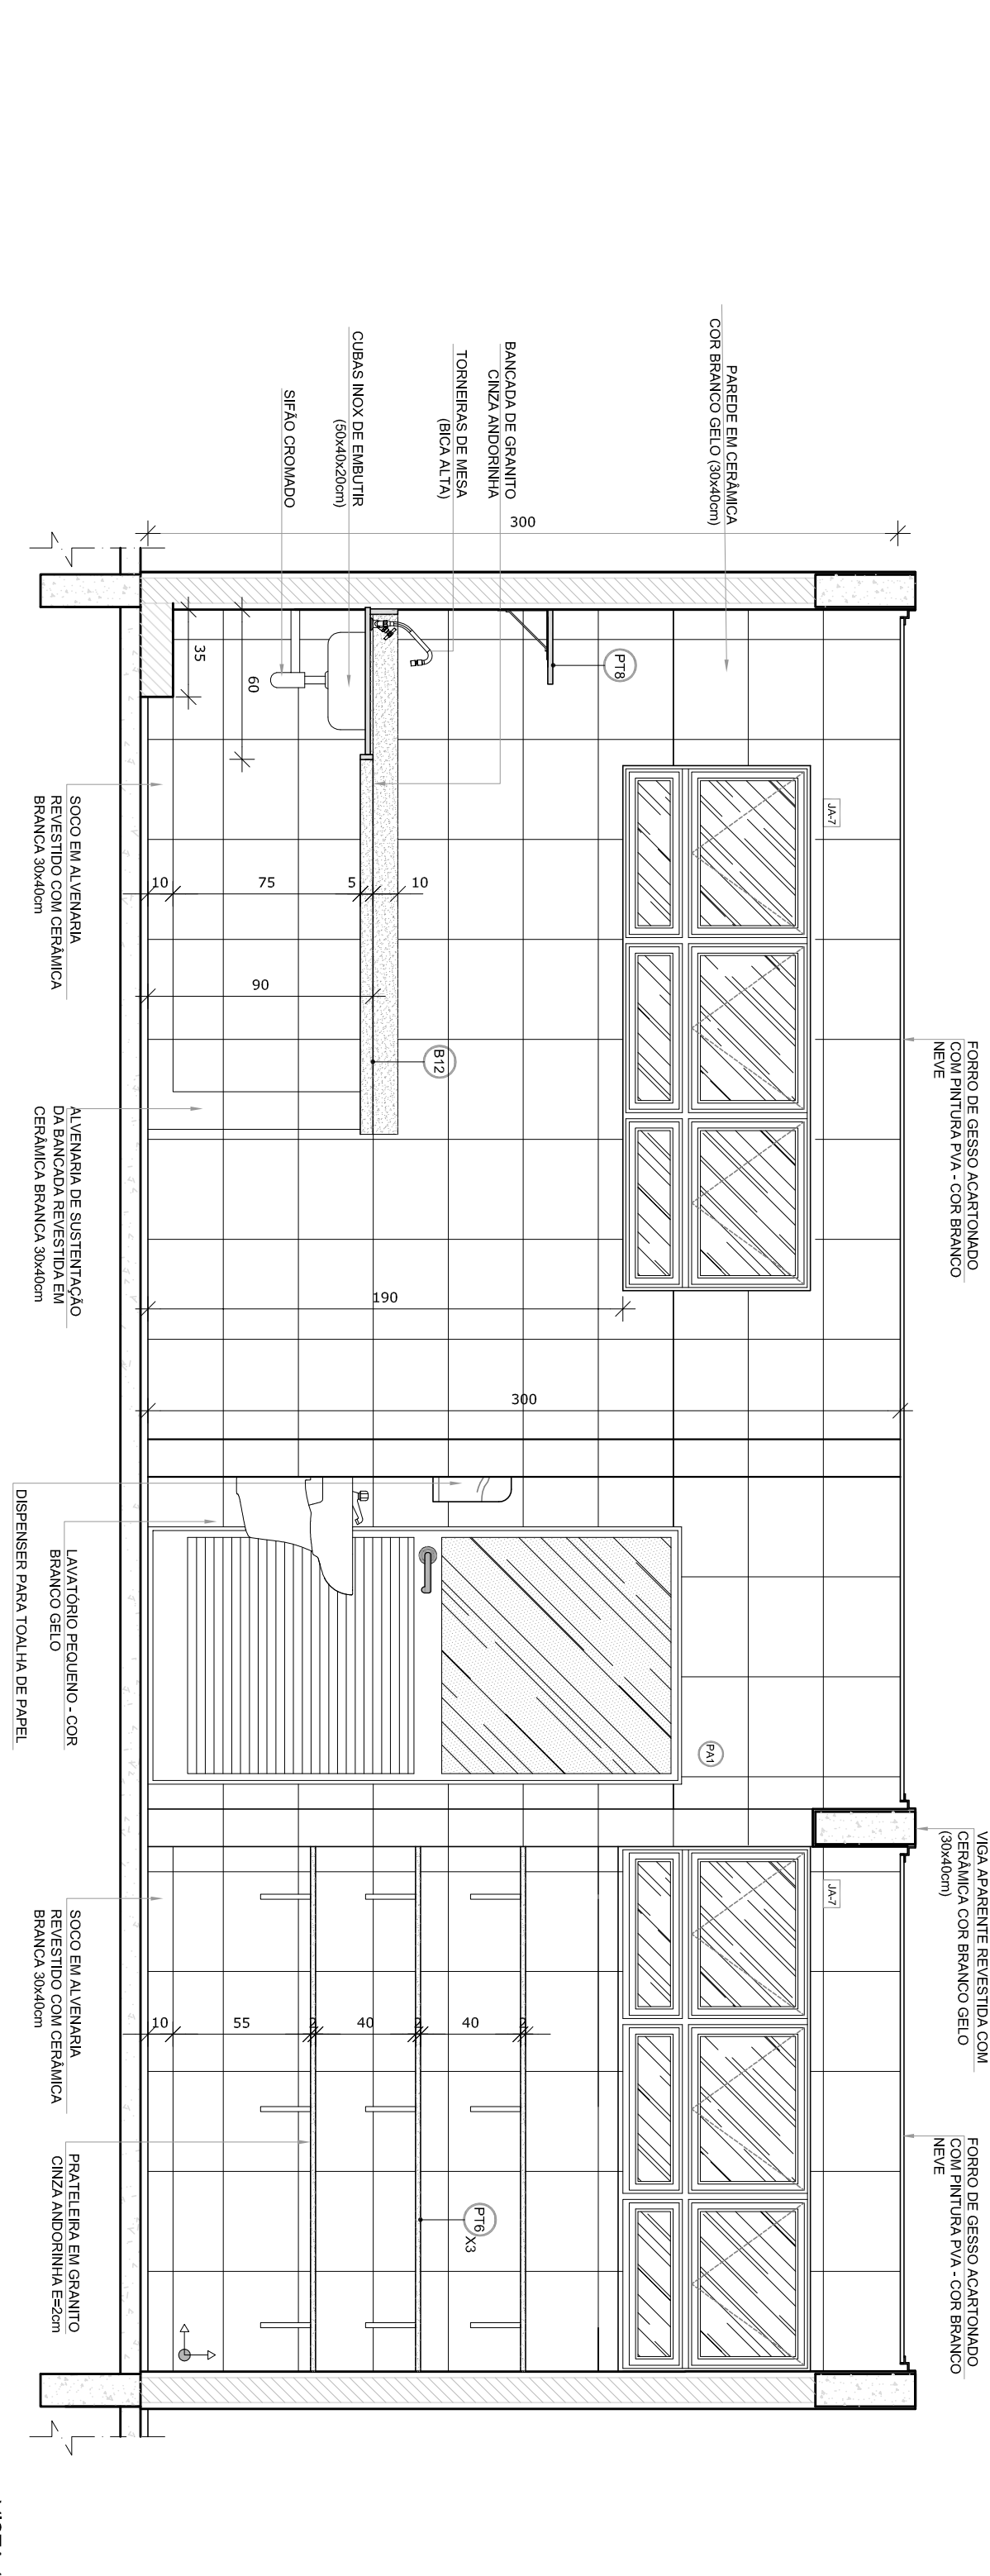 FORRO DE GESSO ACARTONADO
COM PINTURA PVA - COR BRANCO
NEVE
VIGA APARENTE REVESTIDA COM
CERÂMICA COR BRANCO GELO
(30x40cm)
FORRO DE GESSO ACARTONADO
COM PINTURA PVA - COR BRANCO
NEVE
PAREDE EM CERÂMICA
COR BRANCO GELO (30x40cm)
BANCADA DE GRANITO
CINZA ANDORINHA
TORNEIRAS DE MESA
(BICA ALTA)
CUBAS INOX DE EMBUTIR
(50x40x20cm)
SIFÃO CROMADO
300
JA-7
PT8
35
60
10
75
5
10
90
B12
190
300
PA1
JA-7
10
55
2
40
2
40
2
PT6
X3
SOCO EM ALVENARIA
REVESTIDO COM CERÂMICA
BRANCA 30x40cm
ALVENARIA DE SUSTENTAÇÃO
DA BANCADA REVESTIDA EM
CERÂMICA BRANCA 30x40cm
LAVATÓRIO PEQUENO - COR
BRANCO GELO
DISPENSER PARA TOALHA DE PAPEL
SOCO EM ALVENARIA
REVESTIDO COM CERÂMICA
BRANCA 30x40cm
PRATELEIRA EM GRANITO
CINZA ANDORINHA E=2cm